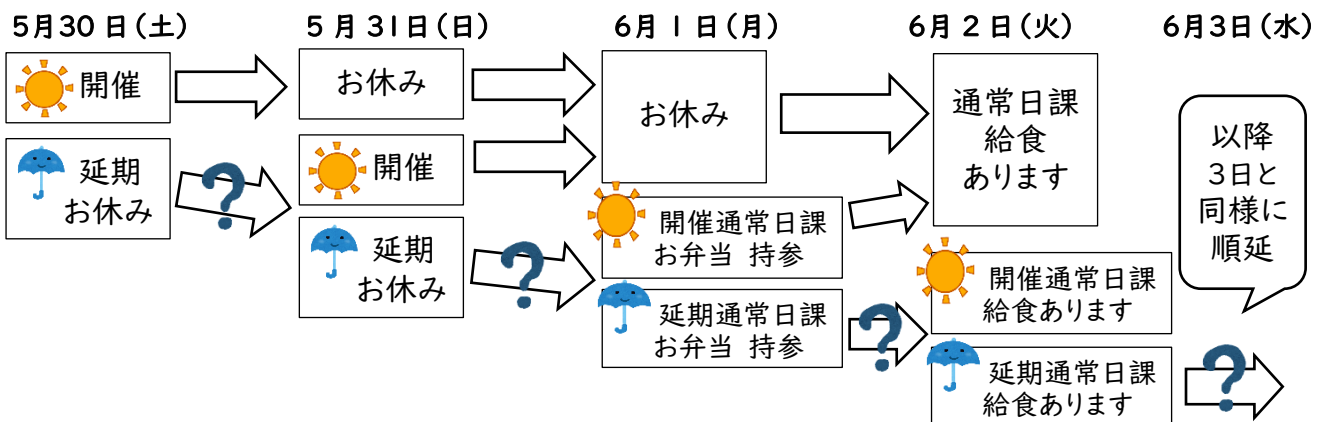 5月30日(土)
5月31日(日)
6月1日(月)
6月2日(火)
6月3日(水)
開催
お休み
お休み
通常日課
給食
あります
延期
お休み
?
開催
延期
お休み
?
開催通常日課
お弁当 持参
延期通常日課
お弁当 持参
?
開催通常日課
給食あります
延期通常日課
給食あります
?
以降
3日と
同様に
順延